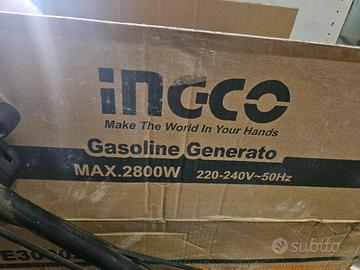 INGCO
Make The World In Your Hands
Gasoline Generato
MAX.2800W 220-240V~50Hz
subito